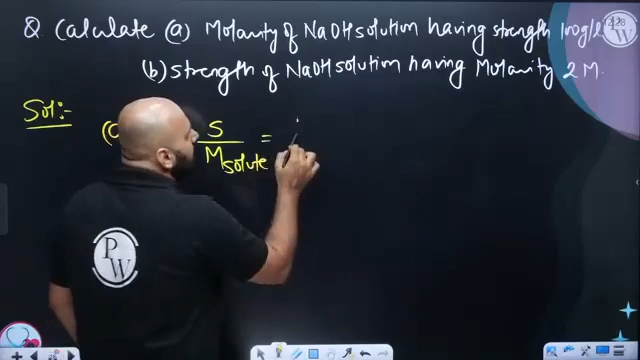 Q Calculate (a) Molarity of NaOH solution having strength 100g/L
(b) Strength of NaOH solution having Molarity 2 M.
Sol:-
S
M solute =
P
W
PW